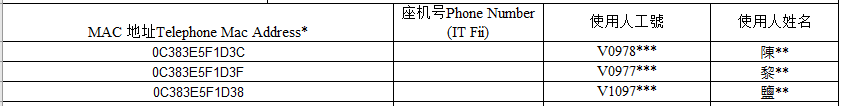 MAC 地址Telephone Mac Address*
座机号Phone Number
(IT Fii)
使用人工號
使用人姓名
0C383E5F1D3C
V0978***
陳**
0C383E5F1D3F
V0977***
黎**
0C383E5F1D38
V1097***
鹽**